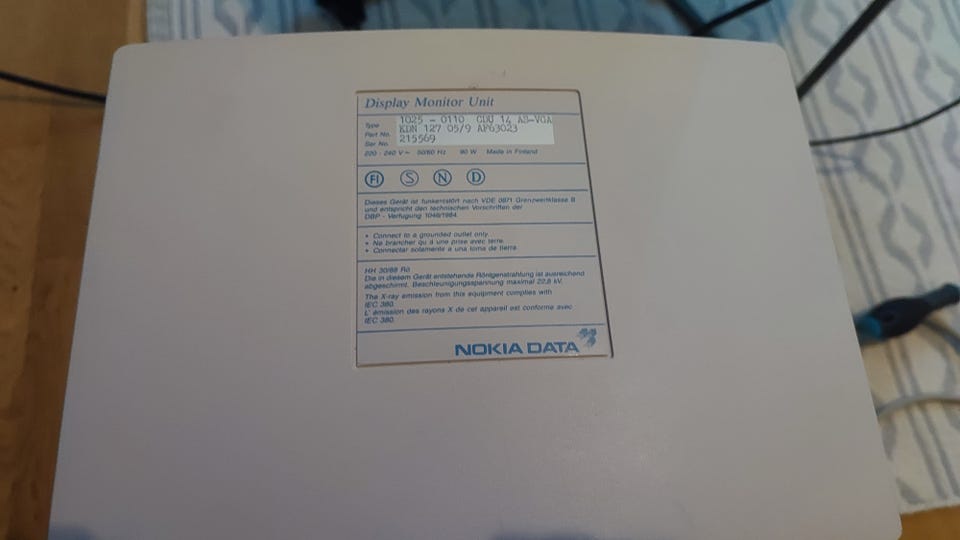 Display Monitor Unit
Type 1025 - 0110 CDU 14 AS-VGA
Part No. KDN 127 05/9 AP63023
Ser No. 215569
220 - 240 V~ 50/60 Hz 90 W Made in Finland
FI S N D
Dieses Gerät ist funkentstört nach VDE 0871 Grenzwertklasse B
und entspricht den technischen Vorschriften der
DBP - Verfügung 1046/1984.
• Connect to a grounded outlet only.
• Ne brancher qu à une prise avec terre.
• Connectar solamente a una toma de tierra.
HH 30/88 Rö
Die in diesem Gerät entstehende Röntgenstrahlung ist ausreichend
abgeschirmt. Beschleunigungsspannung maximal 22,8 kV.
The X-ray emission from this equipment complies with
IEC 380.
L' émission des rayons X de cet appareil est conforme avec
IEC 380.
NOKIA DATA